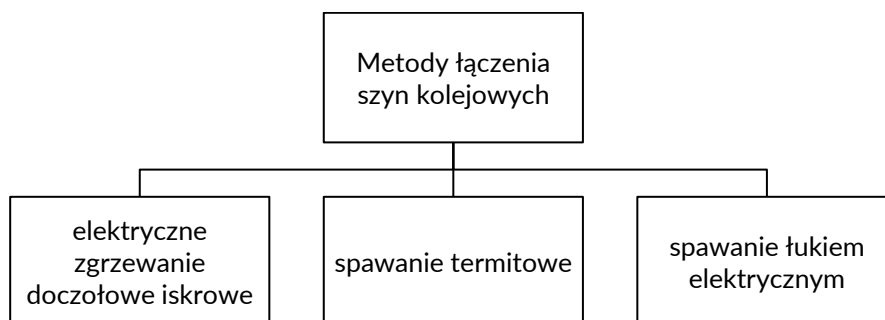 Metody łączenia
szyn kolejowych
elektryczne
zgrzewanie
doczołowe iskrowe
spawanie termitowe
spawanie łukiem
elektrycznym